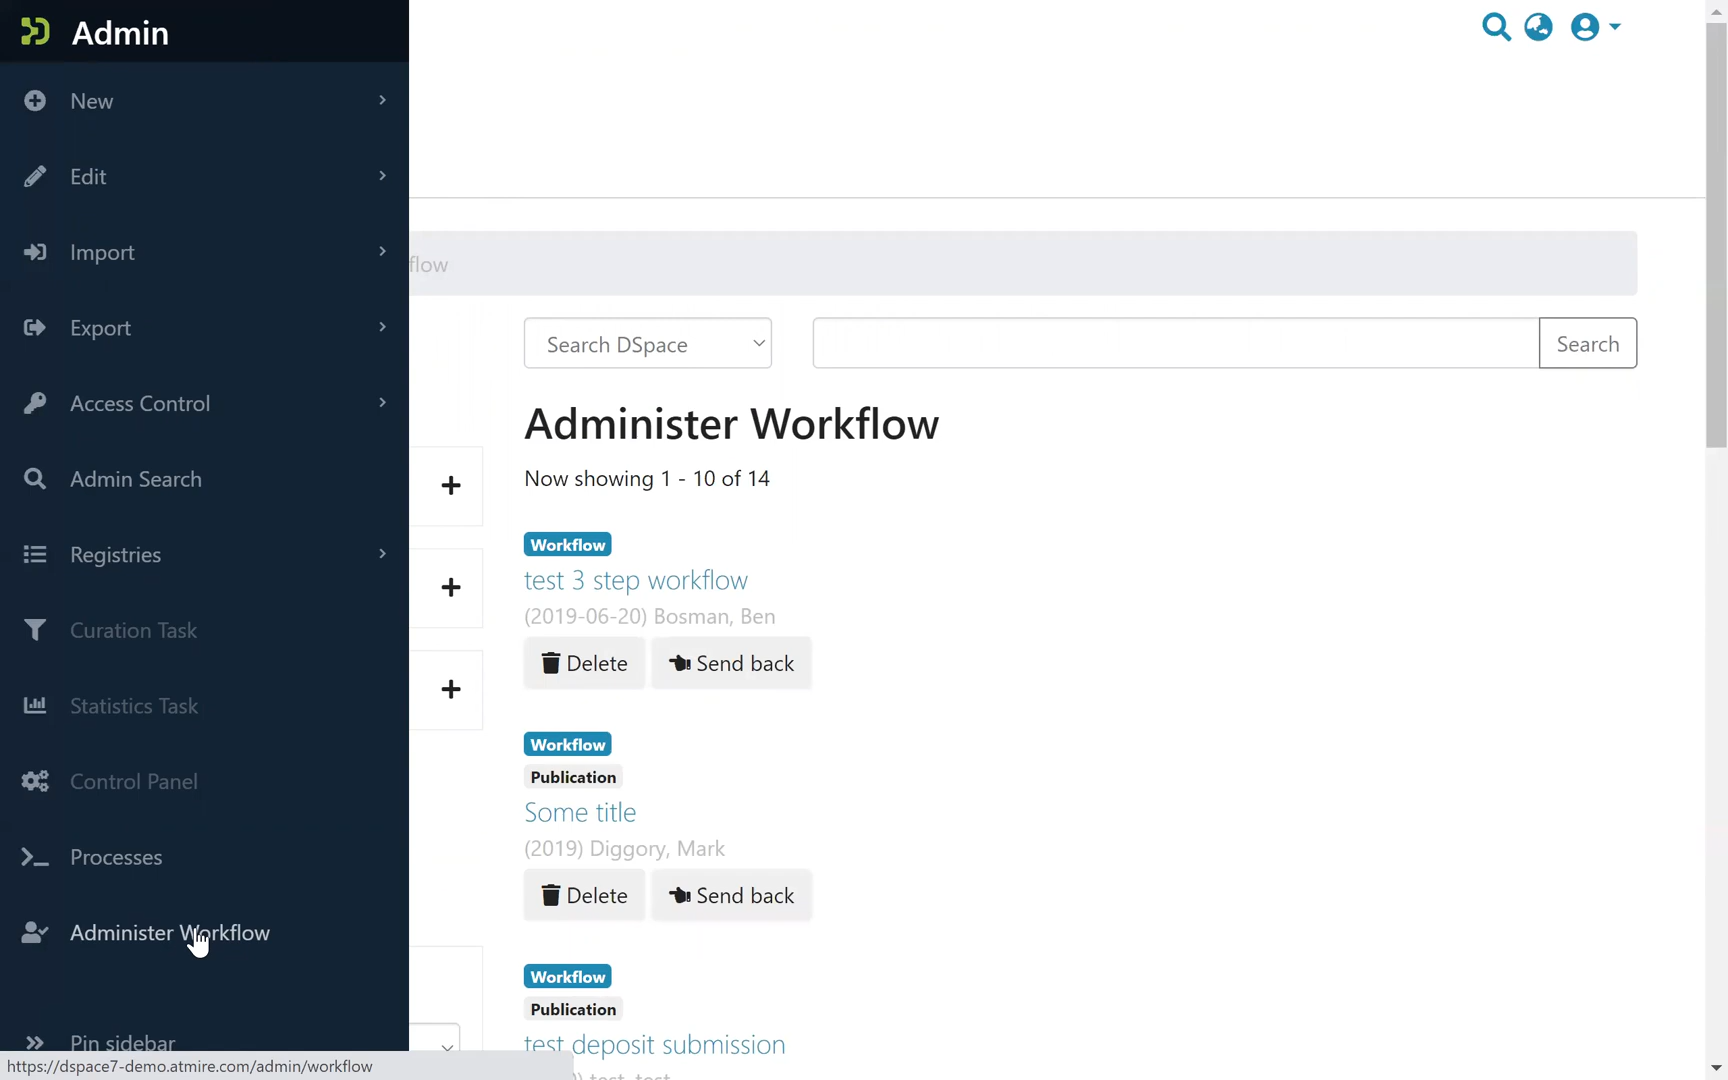 Admin
New
Edit
Import
Export
Access Control
Admin Search
Registries
Curation Task
Statistics Task
Control Panel
Processes
Administer Workflow
Pin sidebar
https://dspace7-demo.atmire.com/admin/workflow
flow
Search DSpace
Search
Administer Workflow
Now showing 1 - 10 of 14
Workflow
test 3 step workflow
(2019-06-20) Bosman, Ben
Delete Send back
Workflow
Publication
Some title
(2019) Diggory, Mark
Delete Send back
Workflow
Publication
test deposit submission
test, test